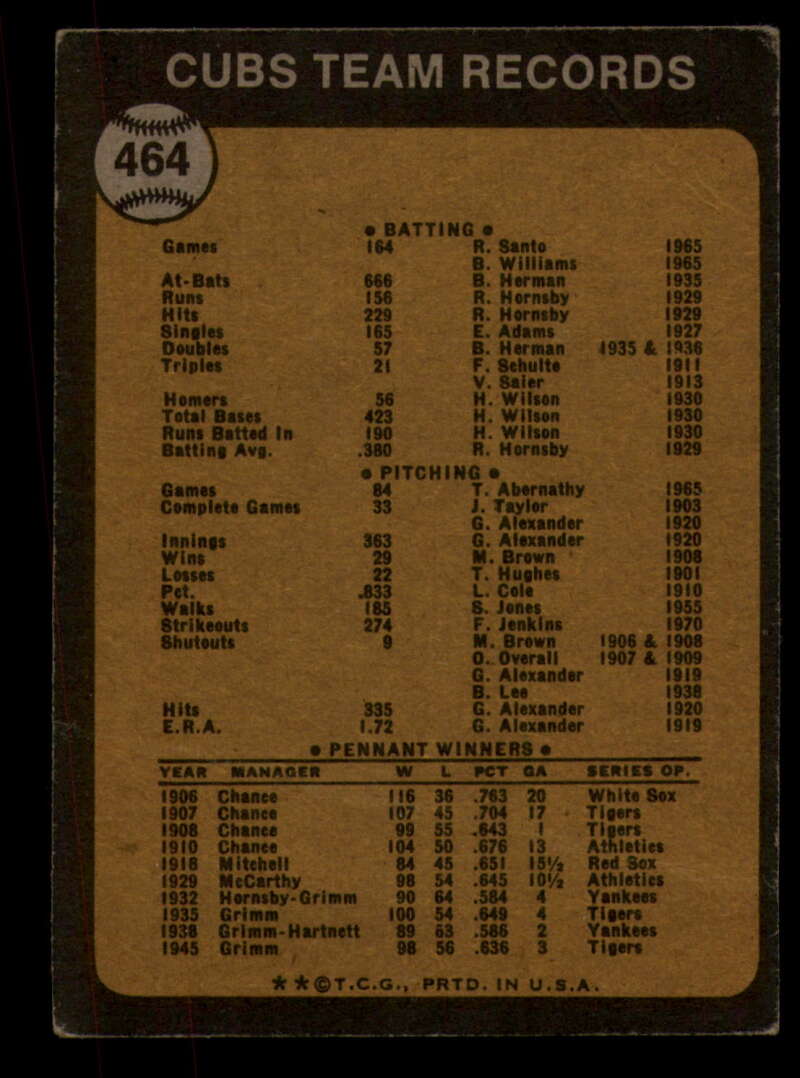 CUBS TEAM RECORDS
464
• BATTING •
Games 164 R. Santo 1965
B. Williams 1965
At-Bats 666 B. Herman 1935
Runs 156 R. Hornsby 1929
Hits 229 R. Hornsby 1929
Singles 165 E. Adams 1927
Doubles 57 B. Herman 1935 & 1936
Triples 21 F. Schulte 1911
V. Saier 1913
Homers 56 H. Wilson 1930
Total Bases 423 H. Wilson 1930
Runs Batted In 190 H. Wilson 1930
Batting Avg. .380 R. Hornsby 1929
• PITCHING •
Games 84 T. Abernathy 1965
Complete Games 33 J. Taylor 1903
G. Alexander 1920
Innings 363 G. Alexander 1920
Wins 29 M. Brown 1908
Losses 22 T. Hughes 1901
Pct. .833 L. Cole 1910
Walks 185 S. Jones 1955
Strikeouts 274 F. Jenkins 1970
Shutouts 9 M. Brown 1906 & 1908
O. Overall 1907 & 1909
G. Alexander 1919
B. Lee 1938
Hits 335 G. Alexander 1920
E.R.A. 1.72 G. Alexander 1919
• PENNANT WINNERS •
YEAR MANAGER W L PCT GA SERIES OP.
1906 Chance 116 36 .763 20 White Sox
1907 Chance 107 45 .704 17 Tigers
1908 Chance 99 55 .643 1 Tigers
1910 Chance 104 50 .676 13 Athletics
1918 Mitchell 84 45 .651 15½ Red Sox
1929 McCarthy 98 54 .645 10½ Athletics
1932 Hornsby-Grimm 90 64 .584 4 Yankees
1935 Grimm 100 54 .649 4 Tigers
1938 Grimm-Hartnett 89 63 .586 2 Yankees
1945 Grimm 98 56 .636 3 Tigers
★ ★ © T.C.G., PRTD. IN U.S.A.